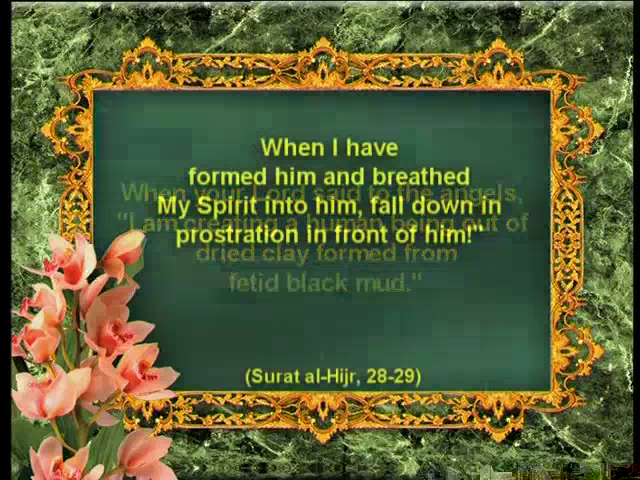 When I have
formed him and breathed
My Spirit into him, fall down in
prostration in front of him!"
When your Lord said to the angels,
"I am creating a human being out of
dried clay formed from
fetid black mud."
(Surat al-Hijr, 28-29)